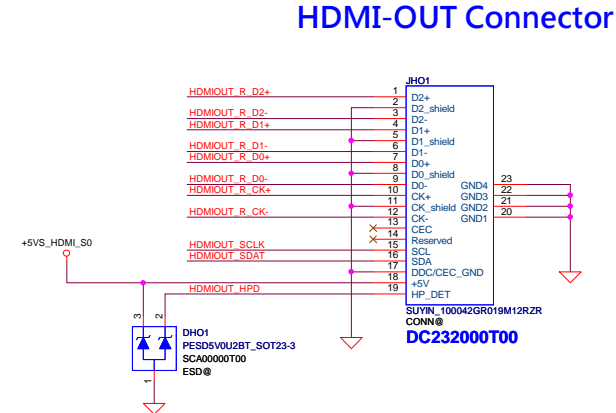 HDMI-OUT Connector
JHO1
HDMIOUT_R_D2+ 1 D2+
2 D2_shield
HDMIOUT_R_D2- 3 D2-
HDMIOUT_R_D1+ 4 D1+
5 D1_shield
HDMIOUT_R_D1- 6 D1-
HDMIOUT_R_D0+ 7 D0+
8 D0_shield
HDMIOUT_R_D0- 9 D0- GND4 23
HDMIOUT_R_CK+ 10 CK+ GND3 22
11 CK_shield GND2 21
HDMIOUT_R_CK- 12 CK- GND1 20
13 CEC
14 Reserved
HDMIOUT_SCLK 15 SCL
HDMIOUT_SDAT 16 SDA
17 DDC/CEC_GND
+5VS_HDMI_S0 18 +5V
HDMIOUT_HPD 19 HP_DET
SUYIN_100042GR019M12RZR
CONN@
DC232000T00
3 2
DHO1
PESD5V0U2BT_SOT23-3
SCA00000T00
ESD@
1